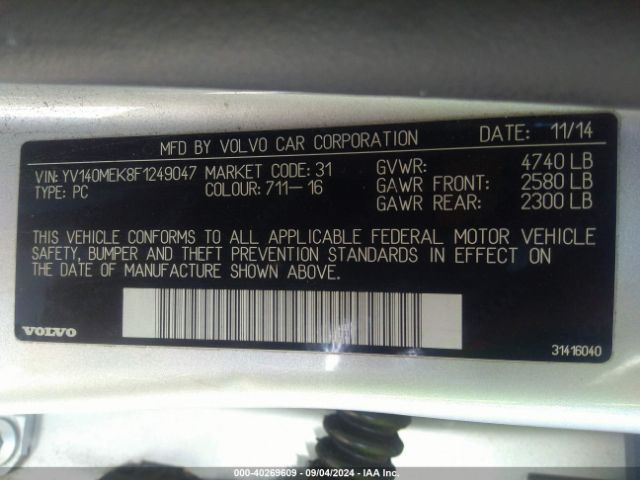 MFD BY VOLVO CAR CORPORATION DATE: 11/14
VIN: YV140MEK8F1249047 MARKET CODE: 31 GVWR: 4740 LB
TYPE: PC COLOUR: 711-16 GAWR FRONT: 2580 LB
GAWR REAR: 2300 LB
THIS VEHICLE CONFORMS TO ALL APPLICABLE FEDERAL MOTOR VEHICLE
SAFETY, BUMPER AND THEFT PREVENTION STANDARDS IN EFFECT ON
THE DATE OF MANUFACTURE SHOWN ABOVE.
VOLVO 31416040
000-40269609 - 09/04/2024 - IAA Inc.